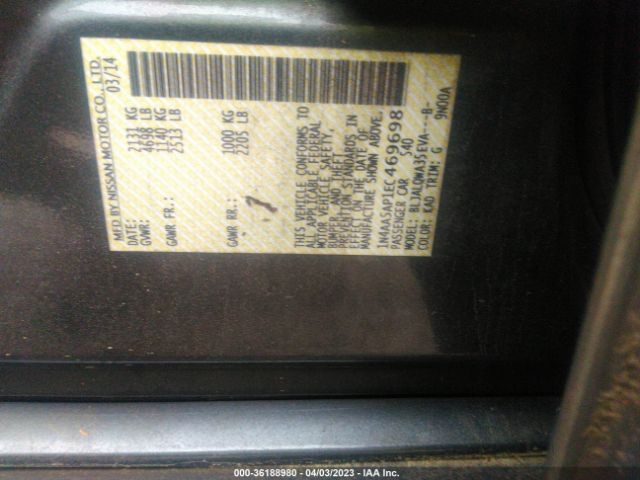 MFD BY NISSAN MOTOR CO., LTD.
DATE: 03/14
GVWR: 2131 KG
4698 LB
GAWR FR.: 1140 KG
2513 LB
GAWR RR.: 1000 KG
2205 LB
THIS VEHICLE CONFORMS TO
ALL APPLICABLE FEDERAL
MOTOR VEHICLE SAFETY,
BUMPER, AND THEFT
PREVENTION STANDARDS IN
EFFECT ON THE DATE OF
MANUFACTURE SHOWN ABOVE.
1N4AA5AP1EC469698
PASSENGER CAR S40
MODEL: BLJALQWA35EVA---B-
COLOR: KAD TRIM: G 9N00A
000-36188980 - 04/03/2023 - IAA Inc.